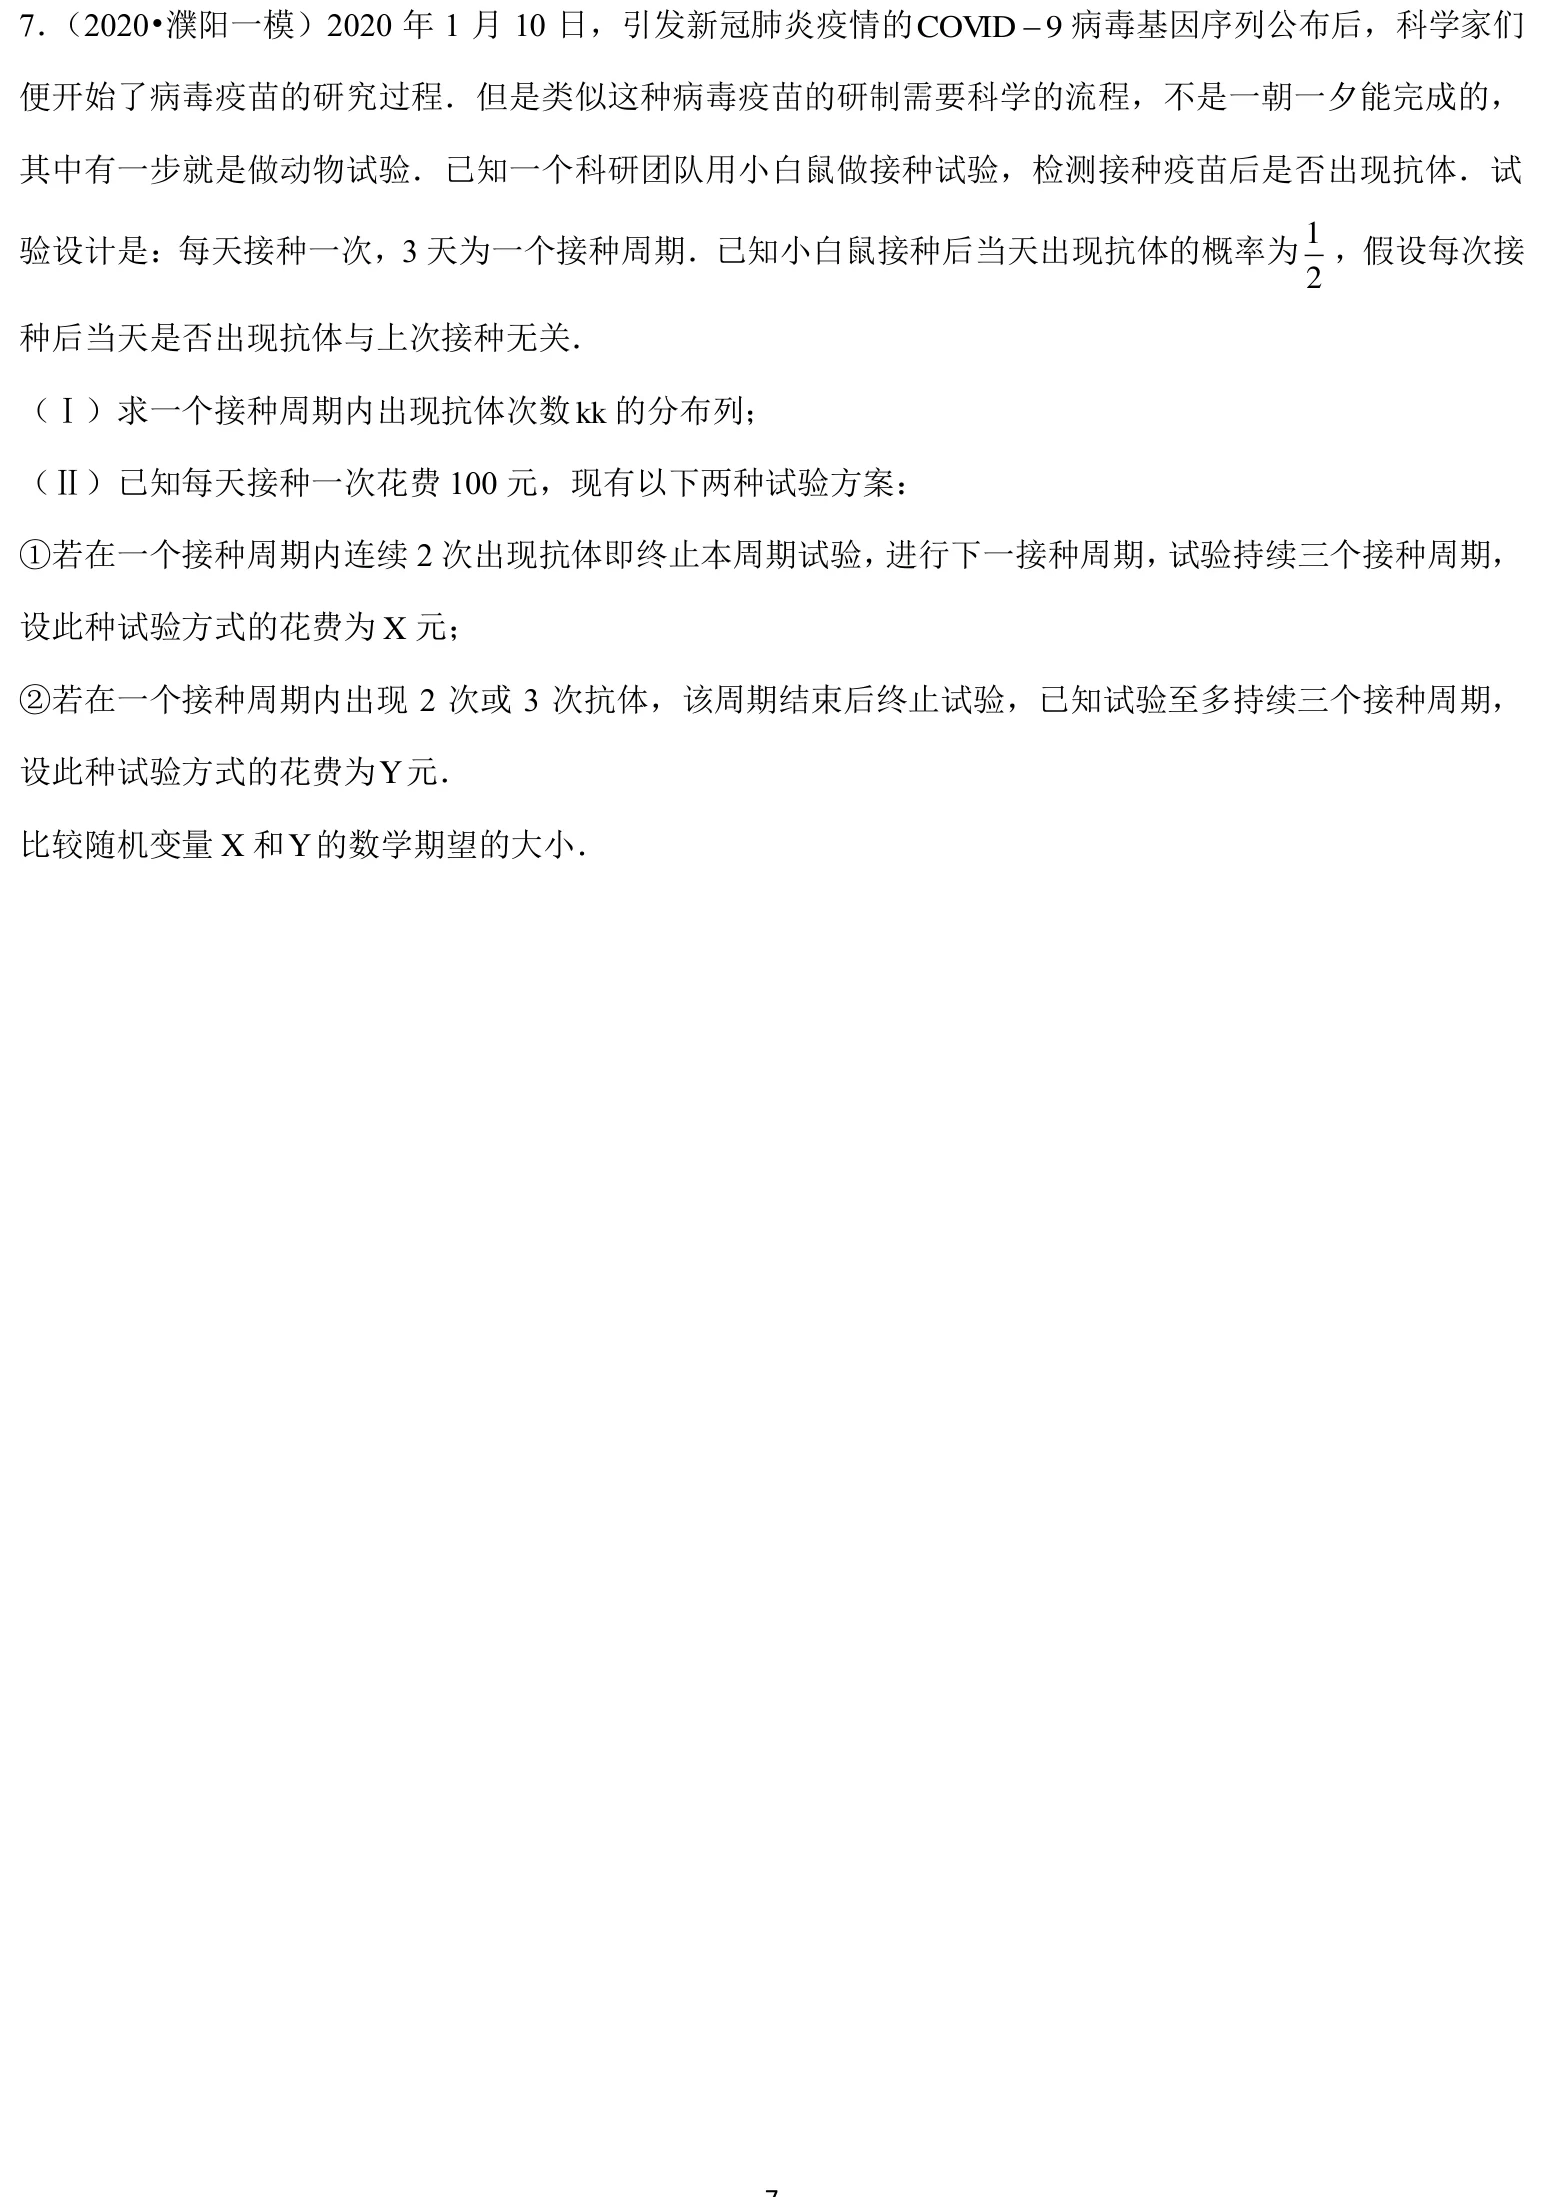 7.（2020•濮阳一模）2020 年 1 月 10 日，引发新冠肺炎疫情的COVID－9 病毒基因序列公布后，科学家们
便开始了病毒疫苗的研究过程．但是类似这种病毒疫苗的研制需要科学的流程，不是一朝一夕能完成的，
其中有一步就是做动物试验．已知一个科研团队用小白鼠做接种试验，检测接种疫苗后是否出现抗体．试
验设计是：每天接种一次，3 天为一个接种周期．已知小白鼠接种后当天出现抗体的概率为1/2，假设每次接
种后当天是否出现抗体与上次接种无关．
（Ⅰ）求一个接种周期内出现抗体次数kk 的分布列；
（Ⅱ）已知每天接种一次花费 100 元，现有以下两种试验方案：
①若在一个接种周期内连续 2 次出现抗体即终止本周期试验，进行下一接种周期，试验持续三个接种周期，
设此种试验方式的花费为 X 元；
②若在一个接种周期内出现 2 次或 3 次抗体，该周期结束后终止试验，已知试验至多持续三个接种周期，
设此种试验方式的花费为Y元．
比较随机变量 X 和Y的数学期望的大小．
7